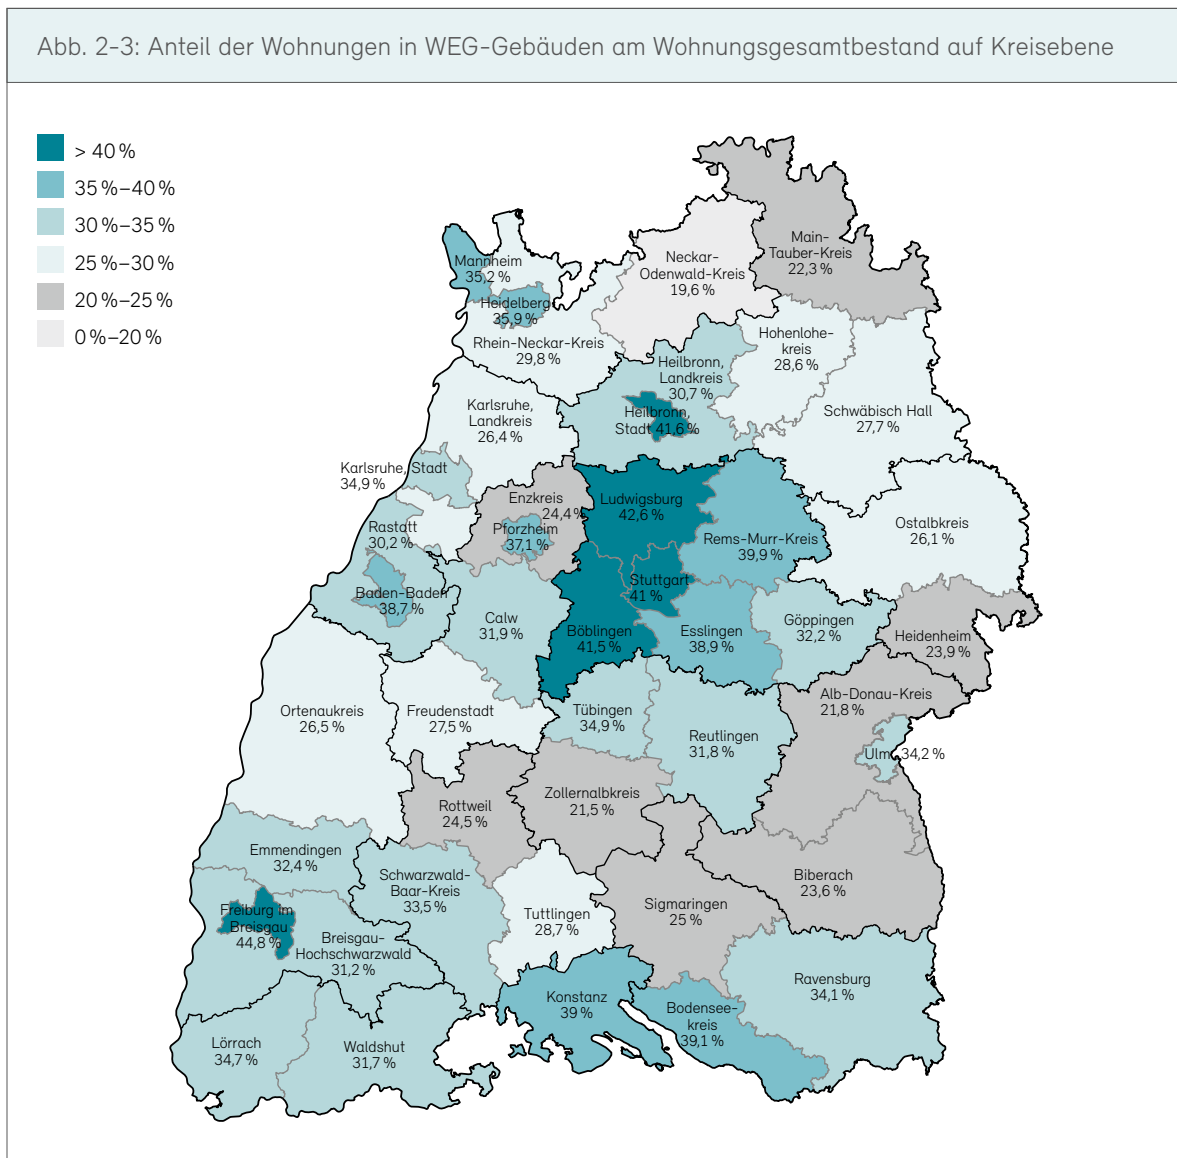 Abb. 2-3: Anteil der Wohnungen in WEG-Gebäuden am Wohnungsgesamtbestand auf Kreisebene
> 40 %
35 %–40 %
30 %–35 %
25 %–30 %
20 %–25 %
0 %–20 %
Main-
Tauber-Kreis
22,3 %
Neckar-
Odenwald-Kreis
19,6 %
Mannheim
35,2 %
Heidelberg
35,9 %
Rhein-Neckar-Kreis
29,8 %
Hohenlohe-
kreis
28,6 %
Heilbronn,
Landkreis
30,7 %
Heilbronn,
Stadt 41,6 %
Schwäbisch Hall
27,7 %
Karlsruhe,
Landkreis
26,4 %
Karlsruhe, Stadt
34,9 %
Enzkreis
24,4 %
Pforzheim
37,1 %
Ludwigsburg
42,6 %
Rems-Murr-Kreis
39,9 %
Ostalbkreis
26,1 %
Rastatt
30,2 %
Baden-Baden
38,7 %
Calw
31,9 %
Stuttgart
41 %
Böblingen
41,5 %
Esslingen
38,9 %
Göppingen
32,2 %
Heidenheim
23,9 %
Alb-Donau-Kreis
21,8 %
Ortenaukreis
26,5 %
Freudenstadt
27,5 %
Tübingen
34,9 %
Reutlingen
31,8 %
Ulm 34,2 %
Rottweil
24,5 %
Zollernalbkreis
21,5 %
Emmendingen
32,4 %
Schwarzwald-
Baar-Kreis
33,5 %
Biberach
23,6 %
Sigmaringen
25 %
Tuttlingen
28,7 %
Freiburg im
Breisgau
44,8 %
Breisgau-
Hochschwarzwald
31,2 %
Ravensburg
34,1 %
Konstanz
39 %
Bodensee-
kreis
39,1 %
Lörrach
34,7 %
Waldshut
31,7 %